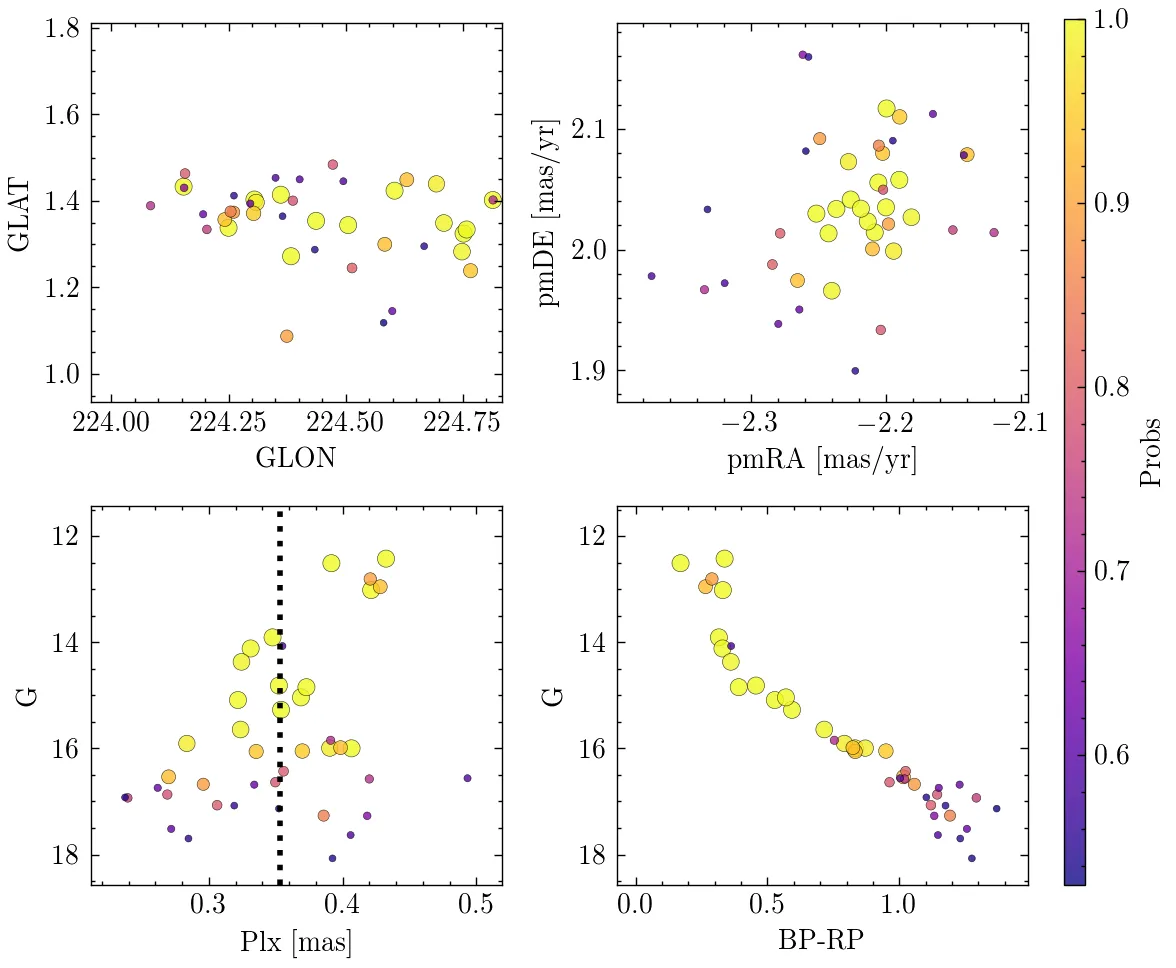 1.8
1.6
1.4
1.2
1.0
GLAT
224.00 224.25 224.50 224.75
GLON
2.1
2.0
1.9
pmDE [mas/yr]
−2.3 −2.2 −2.1
pmRA [mas/yr]
12
14
16
18
G
0.3 0.4 0.5
Plx [mas]
12
14
16
18
G
0.0 0.5 1.0
BP-RP
1.0
0.9
0.8
0.7
0.6
Probs